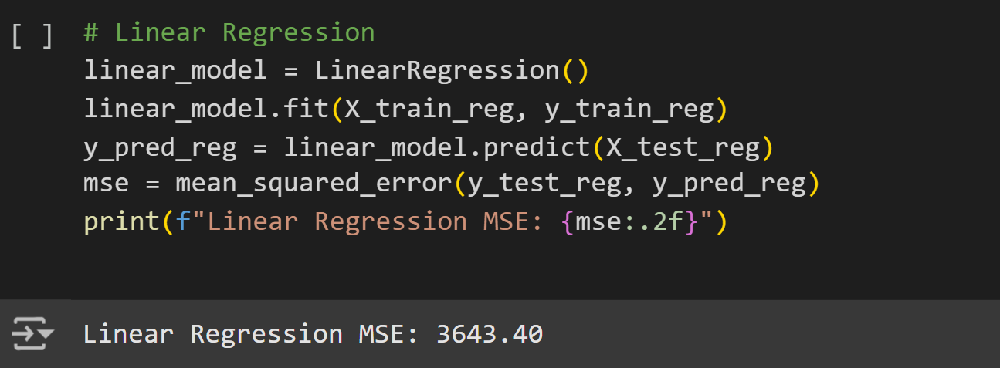 [ ] # Linear Regression
linear_model = LinearRegression()
linear_model.fit(X_train_reg, y_train_reg)
y_pred_reg = linear_model.predict(X_test_reg)
mse = mean_squared_error(y_test_reg, y_pred_reg)
print(f"Linear Regression MSE: {mse:.2f}")
Linear Regression MSE: 3643.40